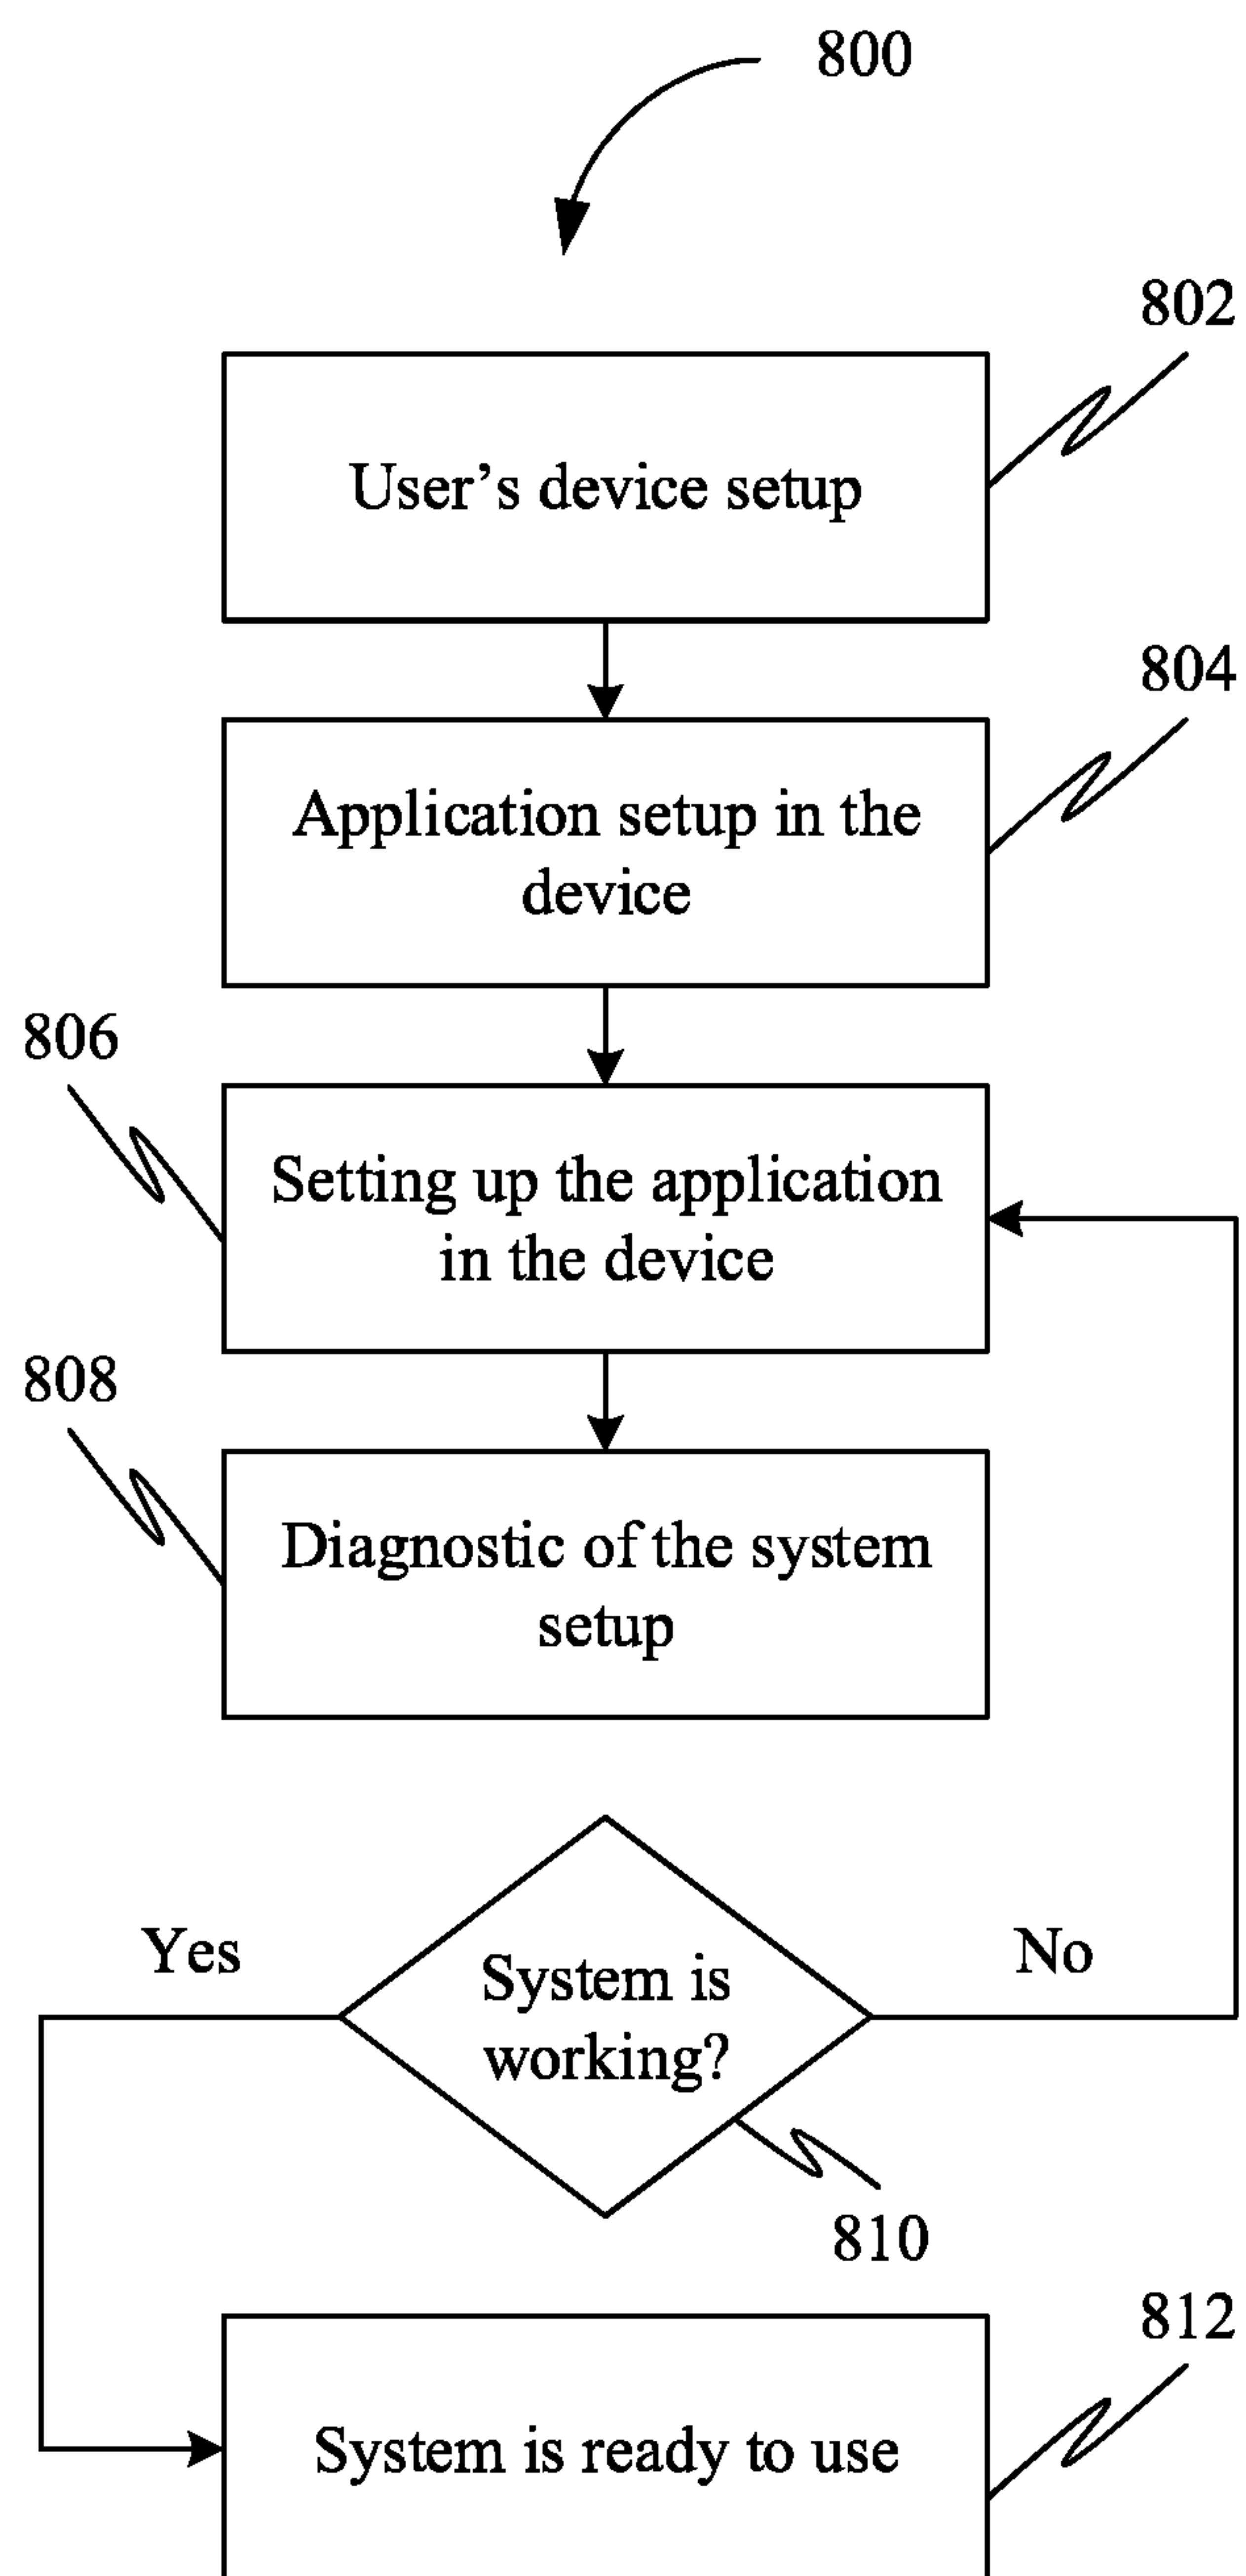 800
802
User’s device setup
804
Application setup in the
device
806
Setting up the application
in the device
808
Diagnostic of the system
setup
Yes
No
System is
working?
810
812
System is ready to use